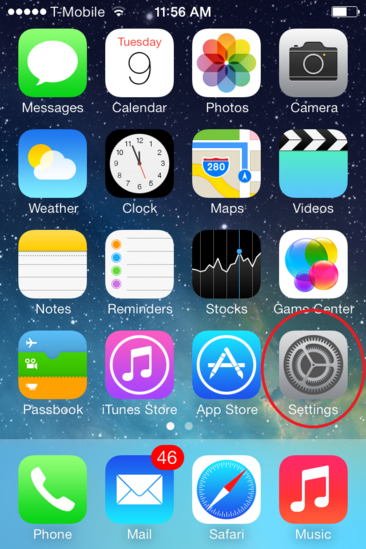 T-Mobile 11:56 AM
Tuesday
9
Messages Calendar Photos Camera
280
Weather Clock Maps Videos
Notes Reminders Stocks Game Center
Passbook iTunes Store App Store Settings
46
Phone Mail Safari Music